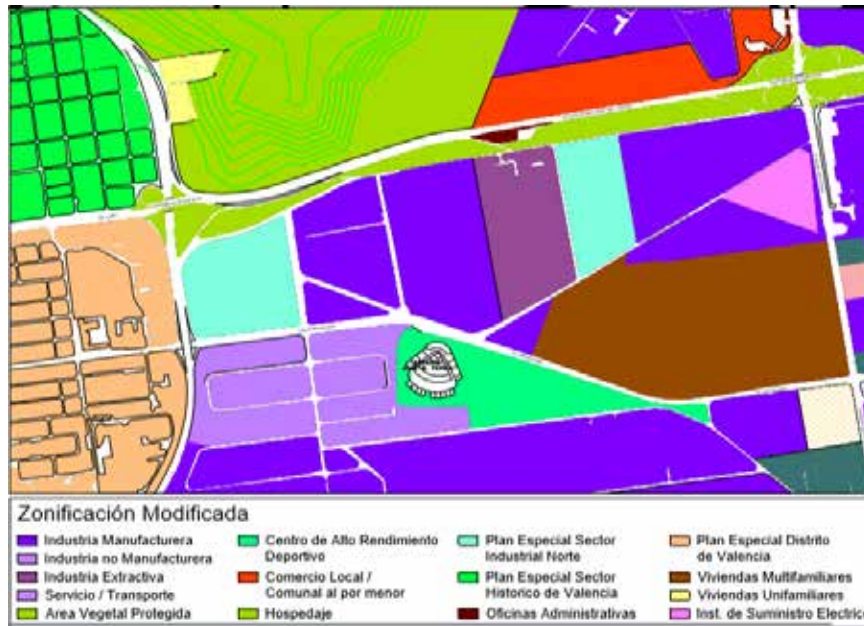 Zonificación Modificada
Industria Manufacturera
Industria no Manufacturera
Industria Extractiva
Servicio / Transporte
Area Vegetal Protegida
Centro de Alto Rendimiento
Deportivo
Comercio Local /
Comunal al por menor
Hospedaje
Plan Especial Sector
Industrial Norte
Plan Especial Sector
Historico de Valencia
Oficinas Administrativas
Plan Especial Distrito
de Valencia
Viviendas Multifamiliares
Viviendas Unifamiliares
Inst. de Suministro Electrico